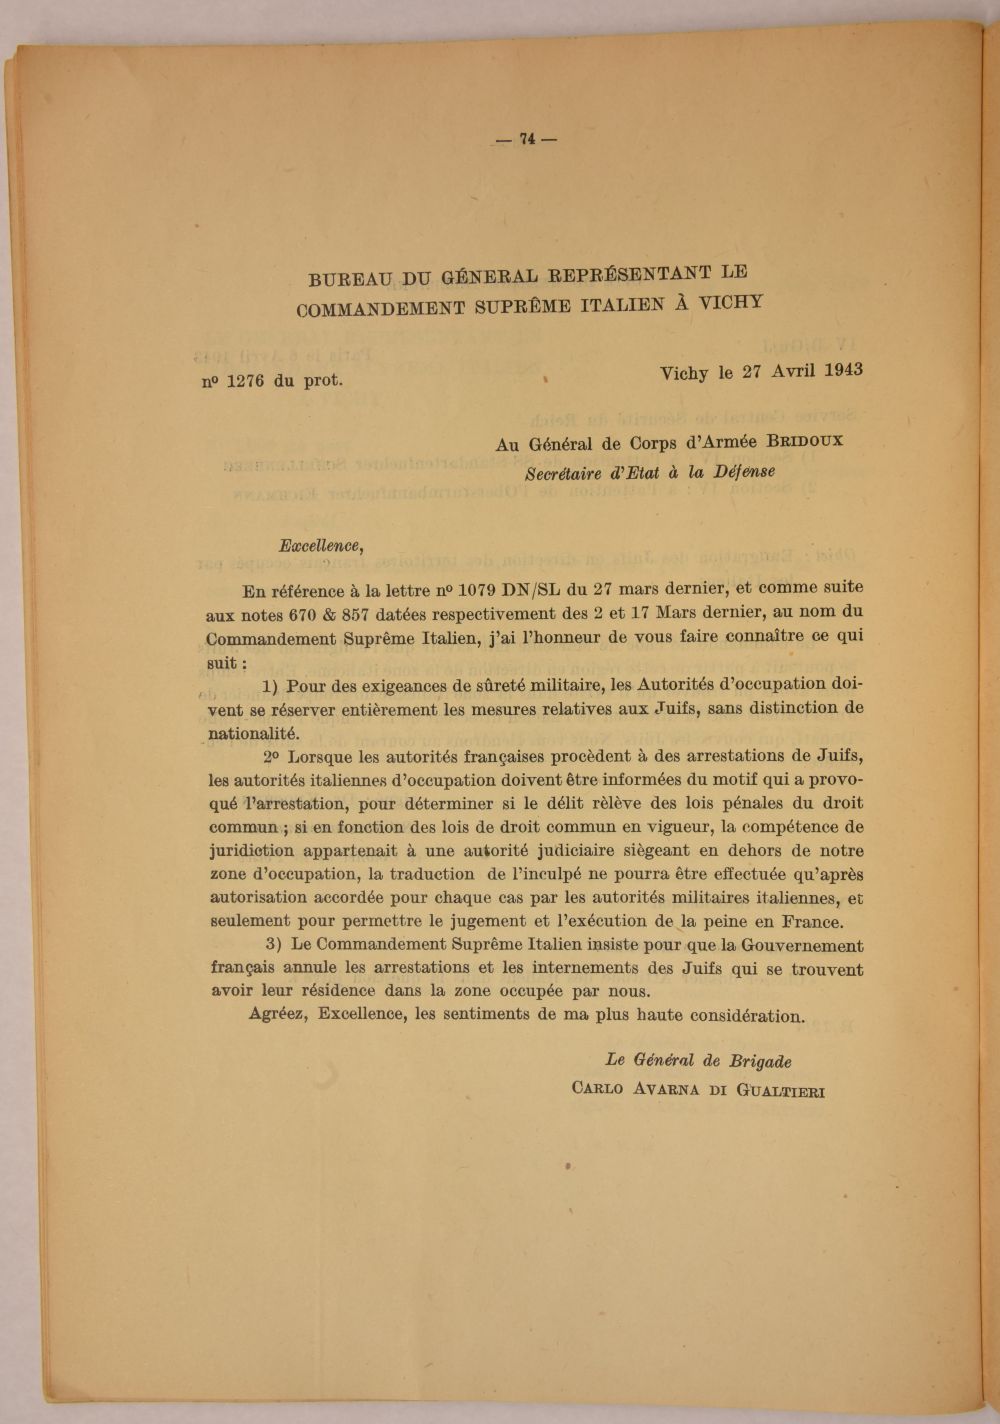 — 74 —
BUREAU DU GÉNERAL REPRÉSENTANT LE
COMMANDEMENT SUPRÊME ITALIEN À VICHY
nº 1276 du prot.
Vichy le 27 Avril 1943
Au Général de Corps d'Armée BRIDOUX
Secrétaire d'Etat à la Défense
Excellence,
En référence à la lettre nº 1079 DN/SL du 27 mars dernier, et comme suite
aux notes 670 & 857 datées respectivement des 2 et 17 Mars dernier, au nom du
Commandement Suprême Italien, j'ai l'honneur de vous faire connaître ce qui
suit :
1) Pour des exigeances de sûreté militaire, les Autorités d'occupation doi-
vent se réserver entièrement les mesures relatives aux Juifs, sans distinction de
nationalité.
2º Lorsque les autorités françaises procèdent à des arrestations de Juifs,
les autorités italiennes d'occupation doivent être informées du motif qui a provo-
qué l'arrestation, pour déterminer si le délit rèlève des lois pénales du droit
commun ; si en fonction des lois de droit commun en vigueur, la compétence de
juridiction appartenait à une autorité judiciaire siègeant en dehors de notre
zone d'occupation, la traduction de l'inculpé ne pourra être effectuée qu'après
autorisation accordée pour chaque cas par les autorités militaires italiennes, et
seulement pour permettre le jugement et l'exécution de la peine en France.
3) Le Commandement Suprême Italien insiste pour que la Gouvernement
français annule les arrestations et les internements des Juifs qui se trouvent
avoir leur résidence dans la zone occupée par nous.
Agréez, Excellence, les sentiments de ma plus haute considération.
Le Général de Brigade
CARLO AVARNA DI GUALTIERI